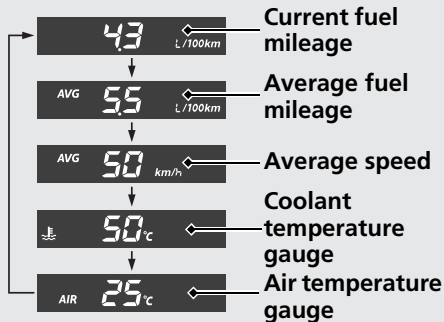 4.3 L/100km
Current fuel
mileage
AVG 5.5 L/100km
Average fuel
mileage
AVG 50 km/h
Average speed
50 °C
Coolant
temperature
gauge
AIR 25 °C
Air temperature
gauge